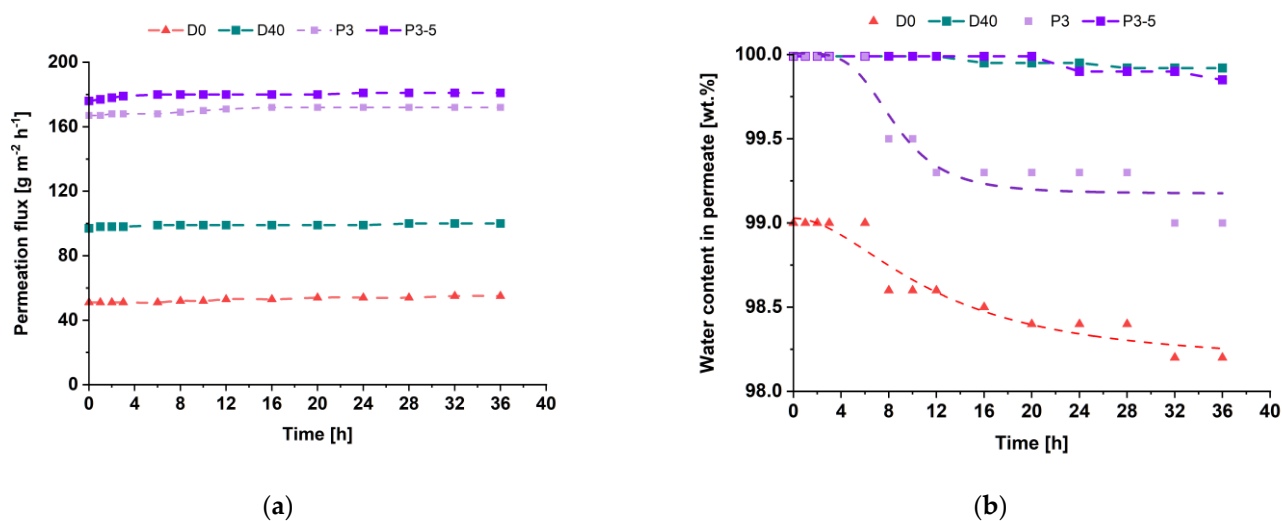 D0 D40 P3 P3-5
200
160
120
80
40
0
0 4 8 12 16 20 24 28 32 36 40
Permeation flux [g m⁻² h⁻¹]
Time [h]
(a)
D0 D40 P3 P3-5
100.0
99.5
99.0
98.5
98.0
0 4 8 12 16 20 24 28 32 36 40
Water content in permeate [wt.%]
Time [h]
(b)